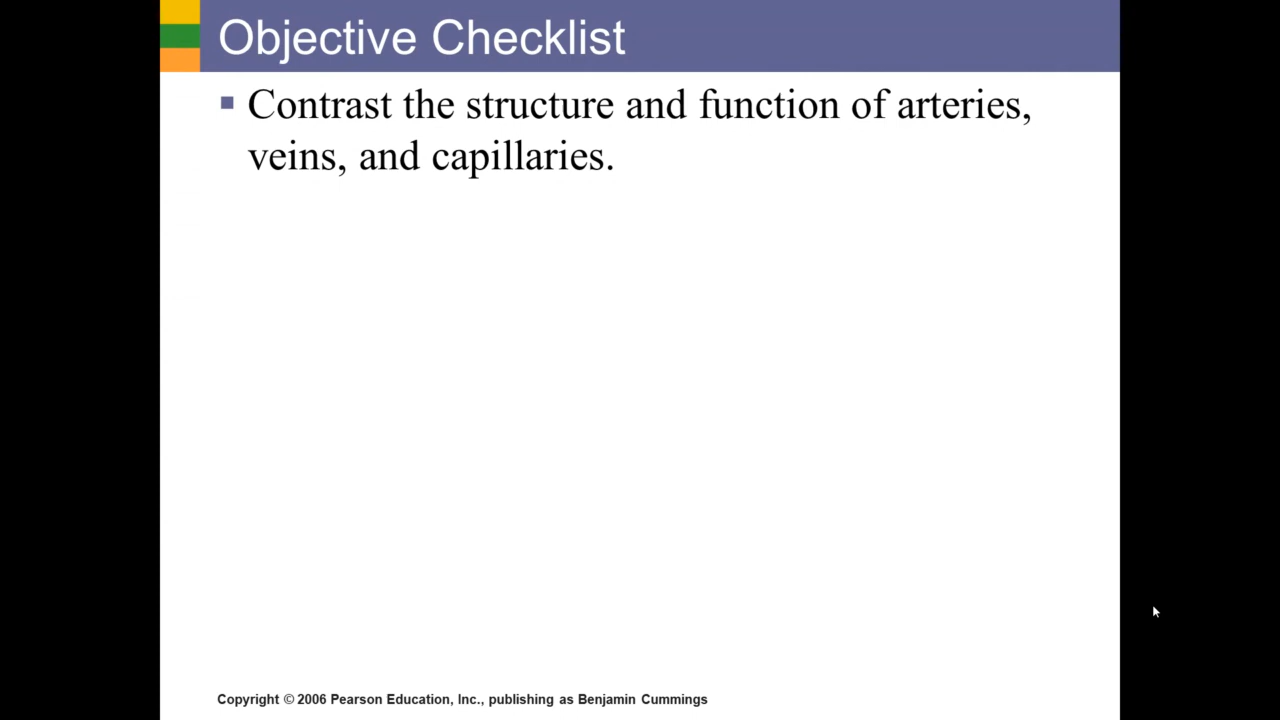 Objective Checklist
Contrast the structure and function of arteries,
veins, and capillaries.
Copyright © 2006 Pearson Education, Inc., publishing as Benjamin Cummings